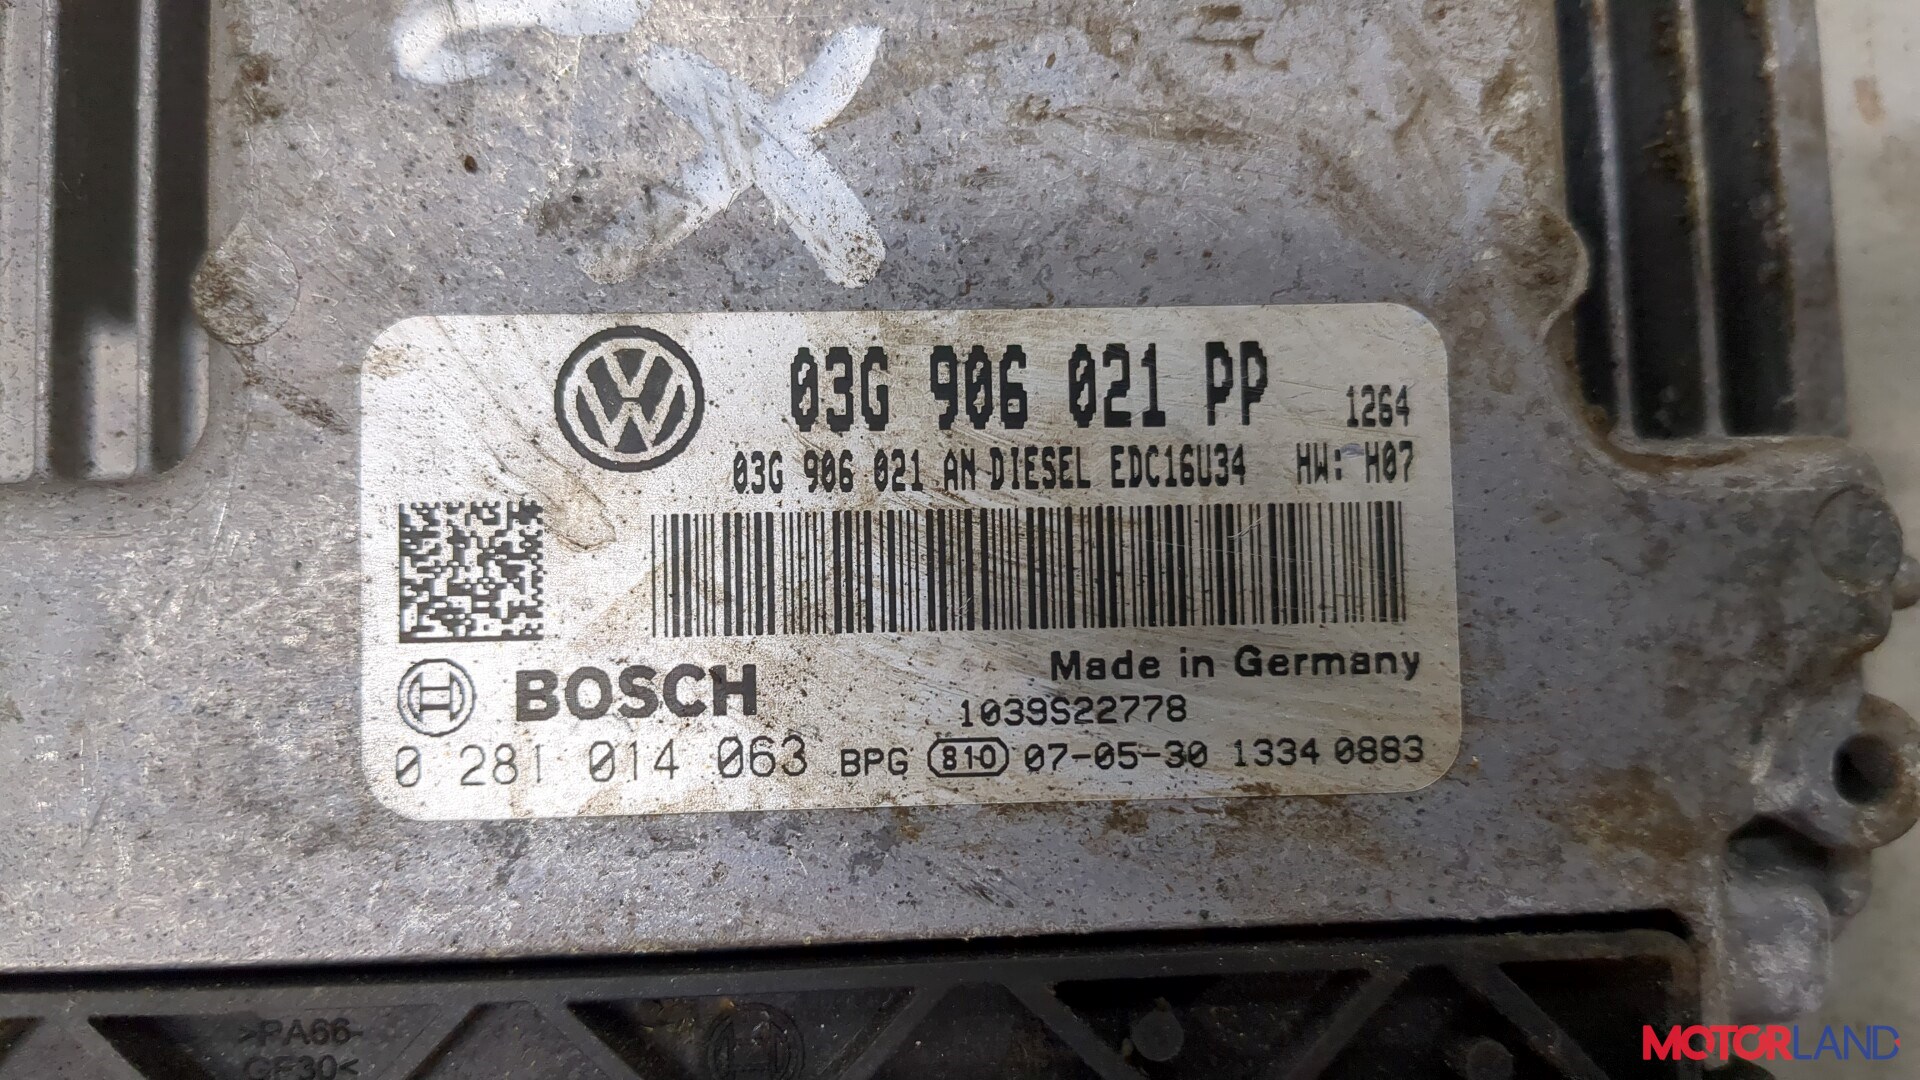 X
03G 906 021 PP 1264
03G 906 021 AN DIESEL EDC16U34 HW: H07
Made in Germany
BOSCH
1039S22778
0 281 014 063 BPG 810 07-05-30 1334 0883
>PA66-
GF30<
MOTORLAND